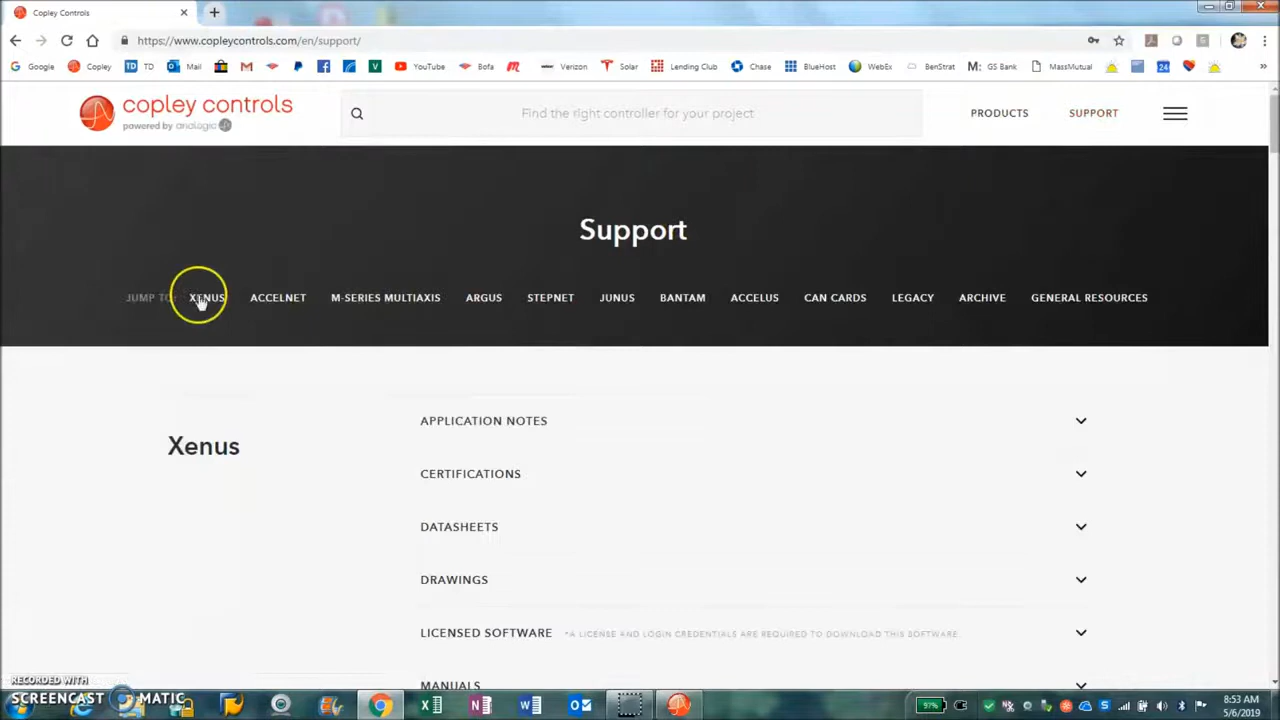 Copley Controls
https://www.copleycontrols.com/en/support/
Google Copley TD Mail YouTube Bofa Verizon Solar Lending Club Chase BlueHost WebEx BenStrat GS Bank MassMutual »
copley controls
powered by analogic
Find the right controller for your project
PRODUCTS SUPPORT
Support
JUMP TO: XENUS ACCELNET M-SERIES MULTIAXIS ARGUS STEPNET JUNUS BANTAM ACCELUS CAN CARDS LEGACY ARCHIVE GENERAL RESOURCES
Xenus
APPLICATION NOTES
CERTIFICATIONS
DATASHEETS
DRAWINGS
LICENSED SOFTWARE *A LICENSE AND LOGIN CREDENTIALS ARE REQUIRED TO DOWNLOAD THIS SOFTWARE.
MANUALS
RECORDED WITH
SCREENCAST MATIC
97%
8:53 AM
5/6/2019